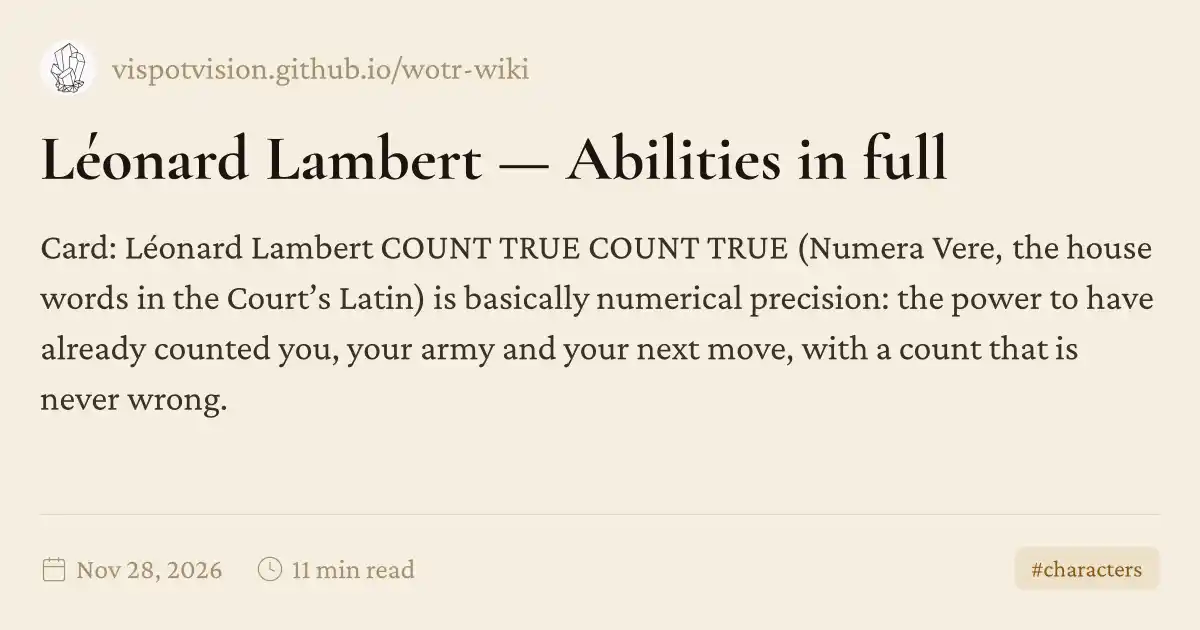 vispotvision.github.io/wotr-wiki
Léonard Lambert — Abilities in full
Card: Léonard Lambert COUNT TRUE COUNT TRUE (Numera Vere, the house
words in the Court’s Latin) is basically numerical precision: the power to have
already counted you, your army and your next move, with a count that is
never wrong.
Nov 28, 2026
11 min read
#characters